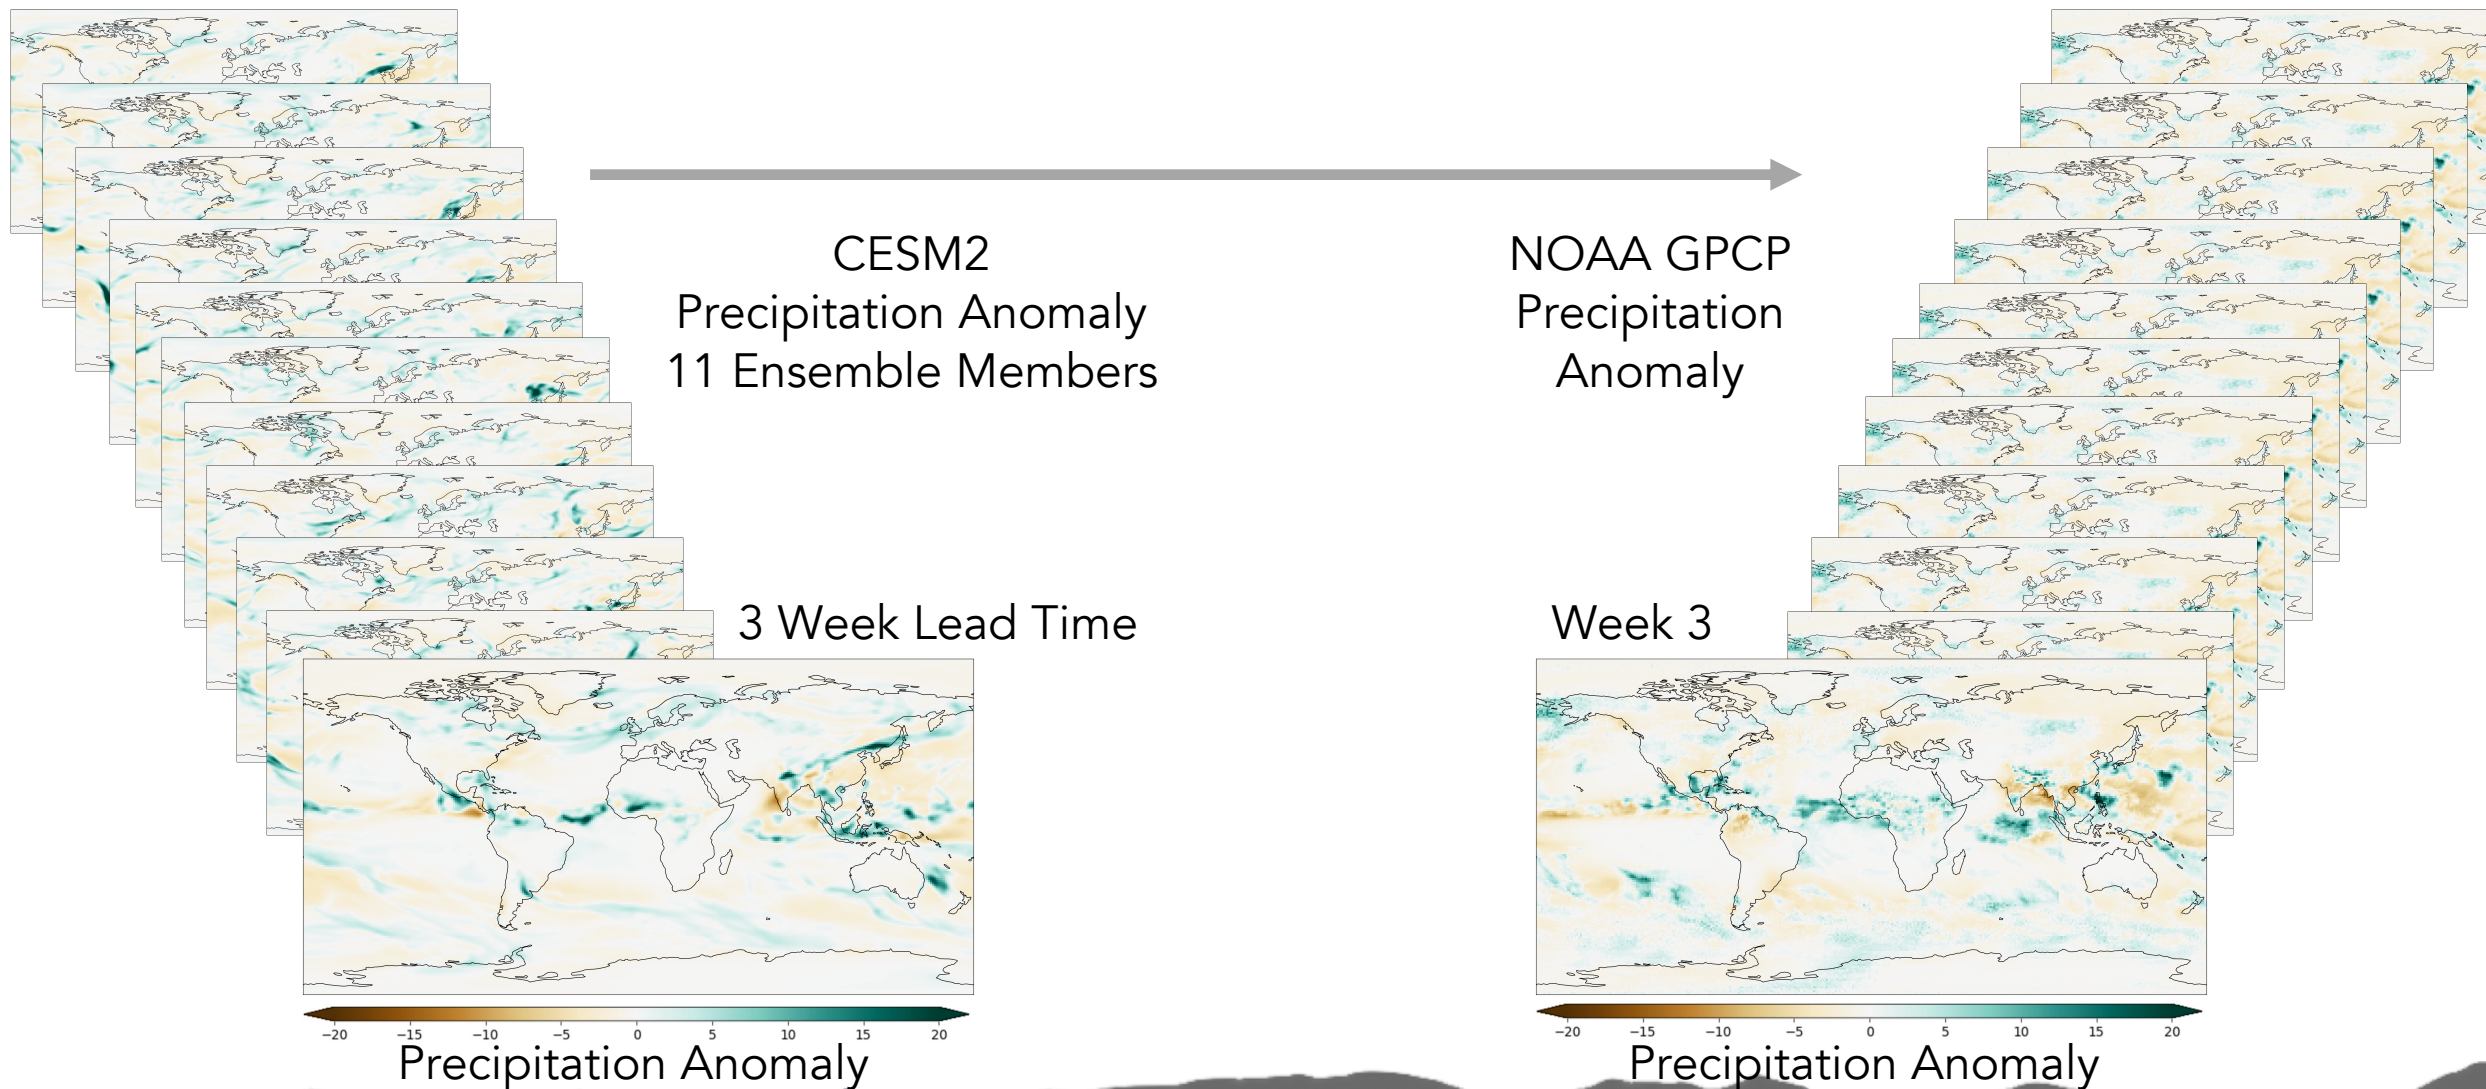 CESM2
Precipitation Anomaly
11 Ensemble Members
NOAA GPCP
Precipitation
Anomaly
3 Week Lead Time
Week 3
−20 −15 −10 −5 0 5 10 15 20
Precipitation Anomaly
−20 −15 −10 −5 0 5 10 15 20
Precipitation Anomaly